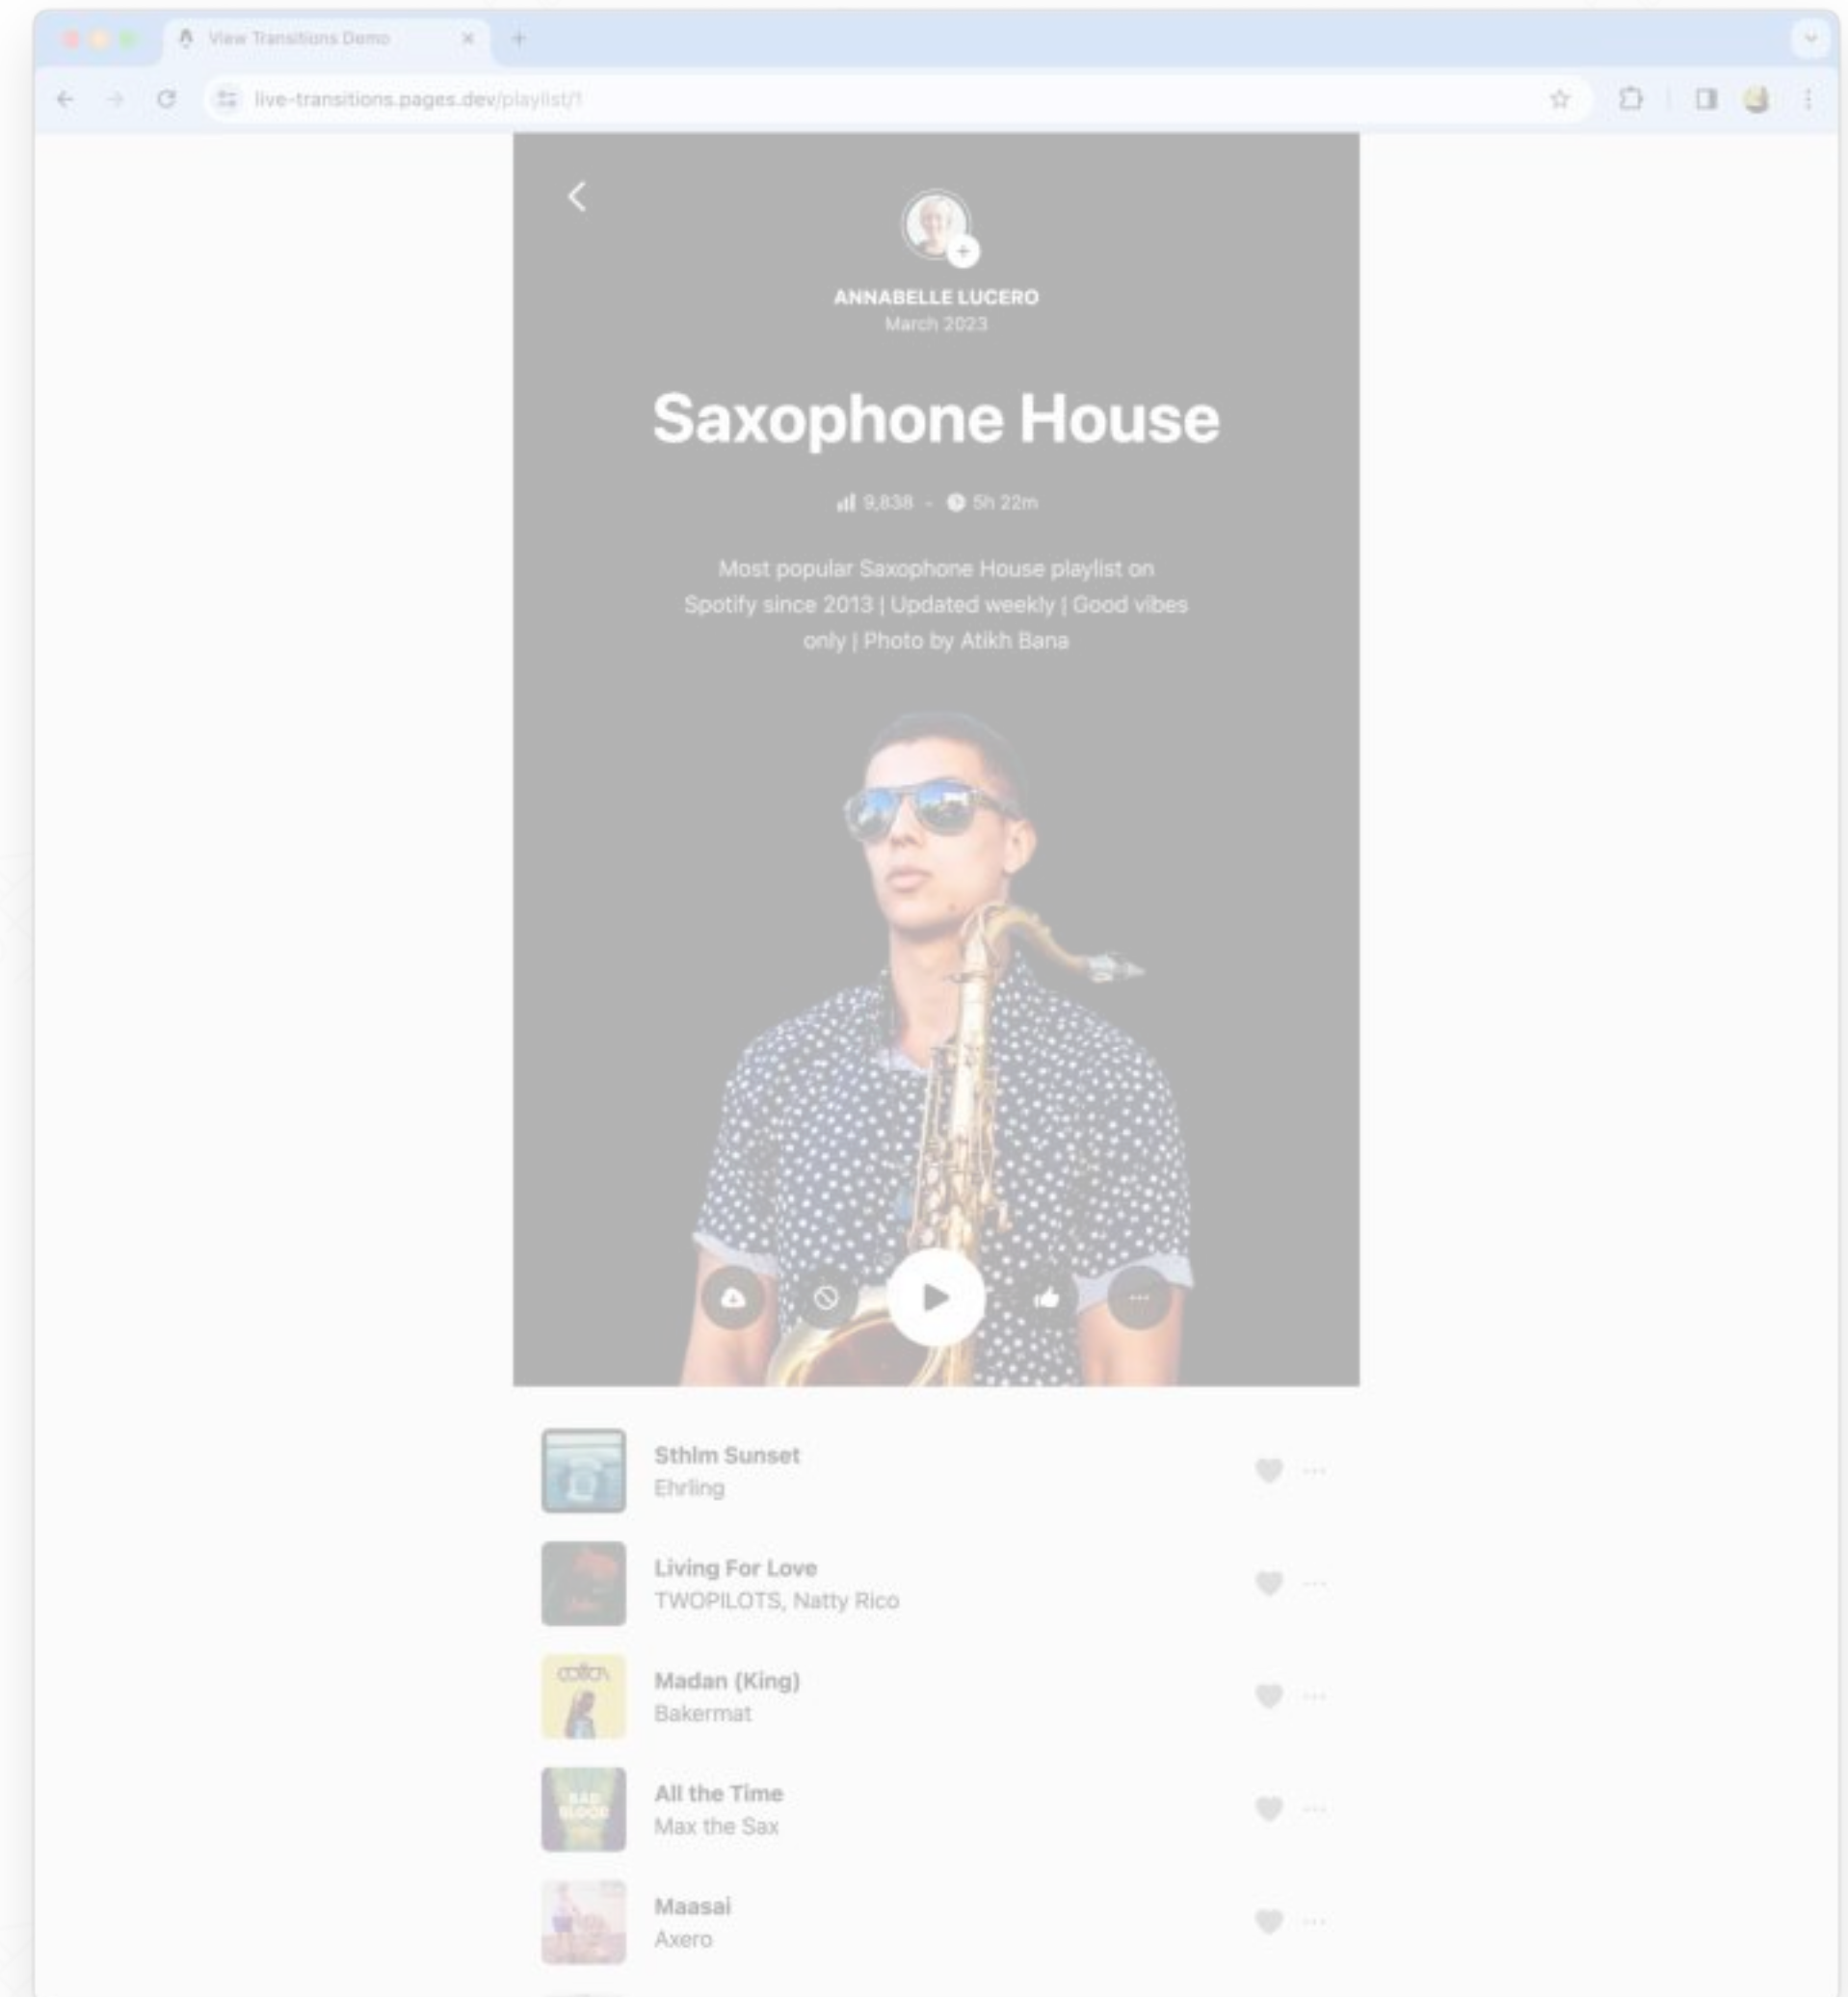 View Transitions Demo
live-transitions.pages.dev/playlist/1
ANNABELLE LUCERO
March 2023
Saxophone House
9,838 - 5h 22m
Most popular Saxophone House playlist on
Spotify since 2013 | Updated weekly | Good vibes
only | Photo by Atikh Bana
Sthlm Sunset
Ehrling
Living For Love
TWOPILOTS, Natty Rico
Madan (King)
Bakermat
BAD
BLOOD
All the Time
Max the Sax
Maasai
Axero